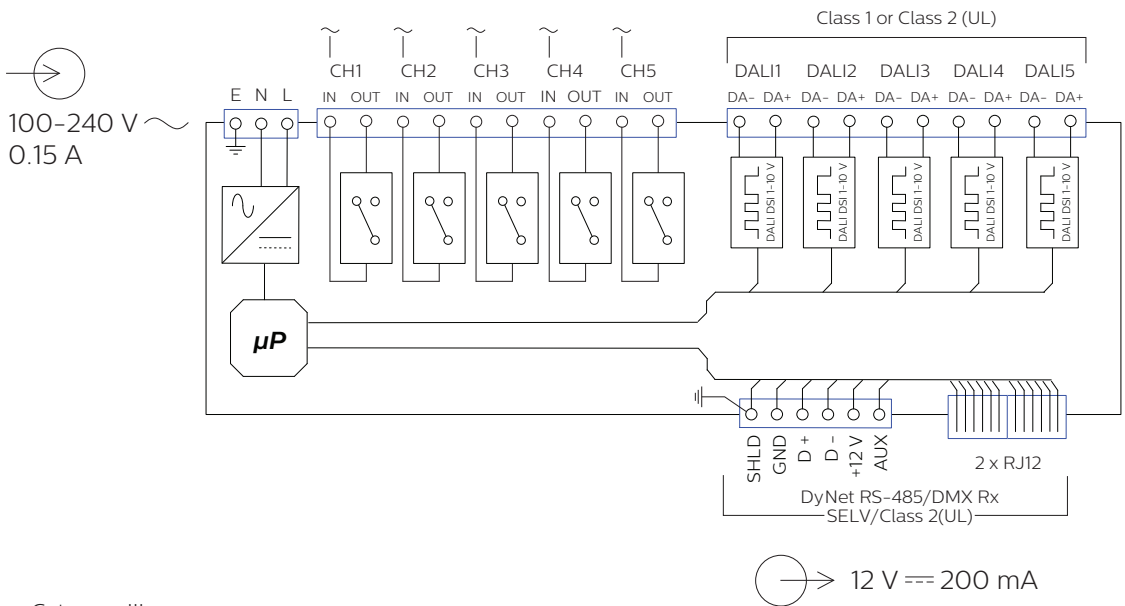 Class 1 or Class 2 (UL)
CH1 CH2 CH3 CH4 CH5 DALI1 DALI2 DALI3 DALI4 DALI5
E N L IN OUT IN OUT IN OUT IN OUT IN OUT DA- DA+ DA- DA+ DA- DA+ DA- DA+ DA- DA+
100-240 V ~
0.15 A
DALI DSI 1-10 V
DALI DSI 1-10 V
DALI DSI 1-10 V
DALI DSI 1-10 V
DALI DSI 1-10 V
µP
SHLD
GND
D +
D -
+12 V
AUX
2 x RJ12
DyNet RS-485/DMX Rx
SELV/Class 2(UL)
12 V ⎓ 200 mA